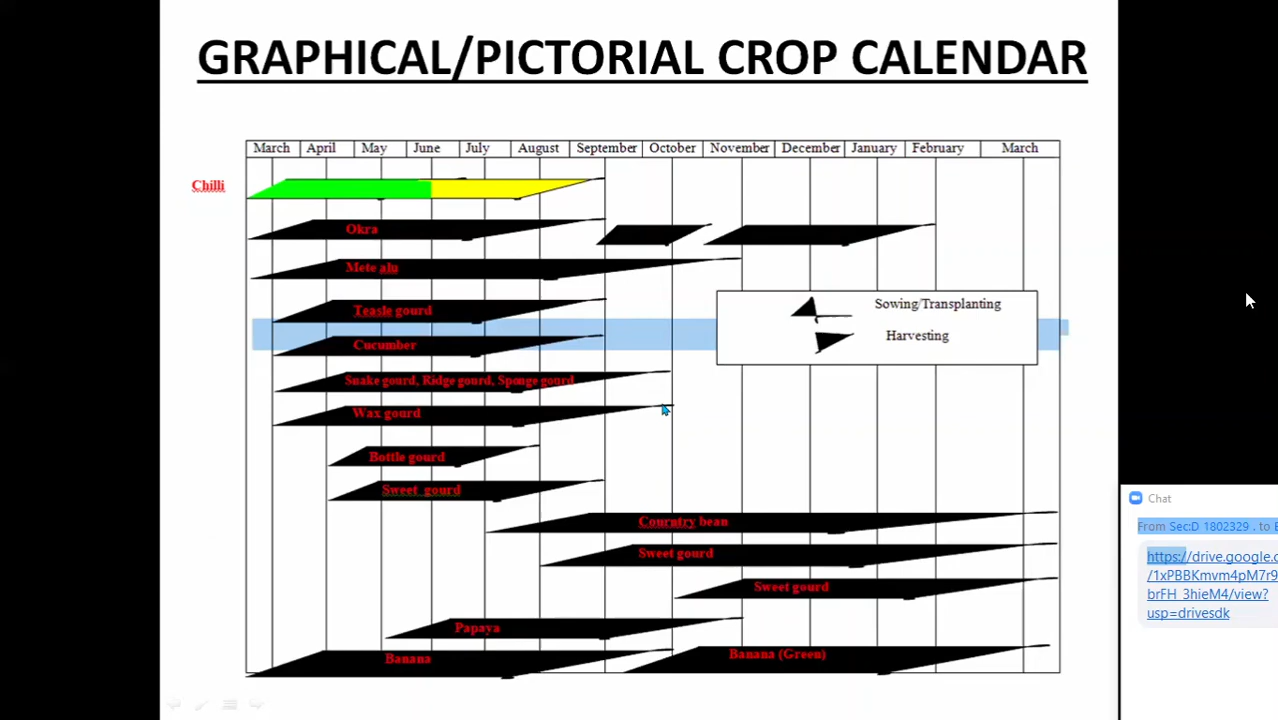 GRAPHICAL/PICTORIAL CROP CALENDAR
March April May June July August September October November December January February March
Chilli
Okra
Mete alu
Teasle gourd
Cucumber
Snake gourd, Ridge gourd, Sponge gourd
Wax gourd
Bottle gourd
Sweet gourd
Courntry bean
Sweet gourd
Sweet gourd
Papaya
Banana
Banana (Green)
Sowing/Transplanting
Harvesting
Chat
From Sec:D 1802329 . to
https://drive.google.c
/1xPBBKmvm4pM7r9
brFH_3hieM4/view?
usp=drivesdk